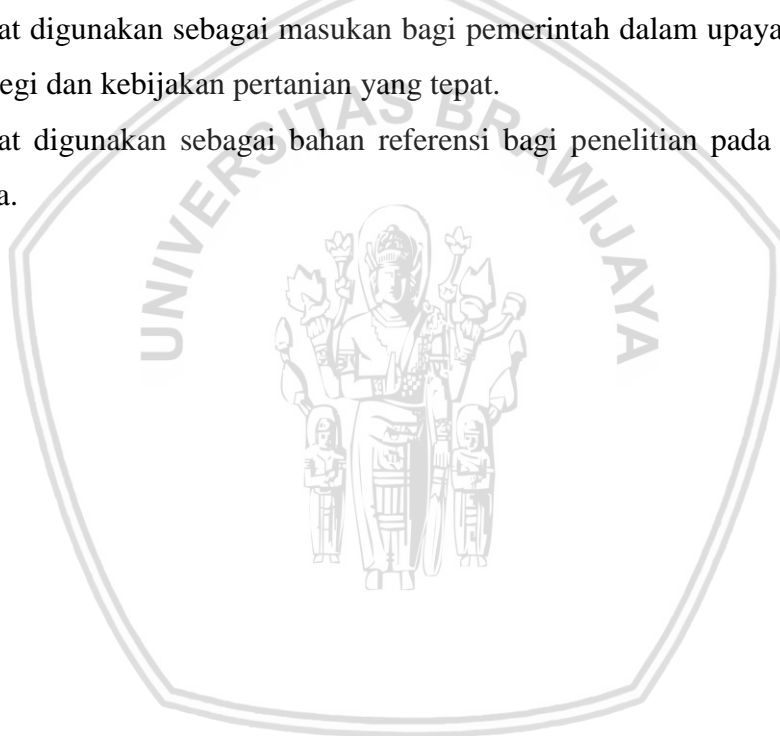 at digunakan sebagai masukan bagi pemerintah dalam upaya
egi dan kebijakan pertanian yang tepat.
at digunakan sebagai bahan referensi bagi penelitian pada
a.
UNIVERSITAS BRAWIJAYA